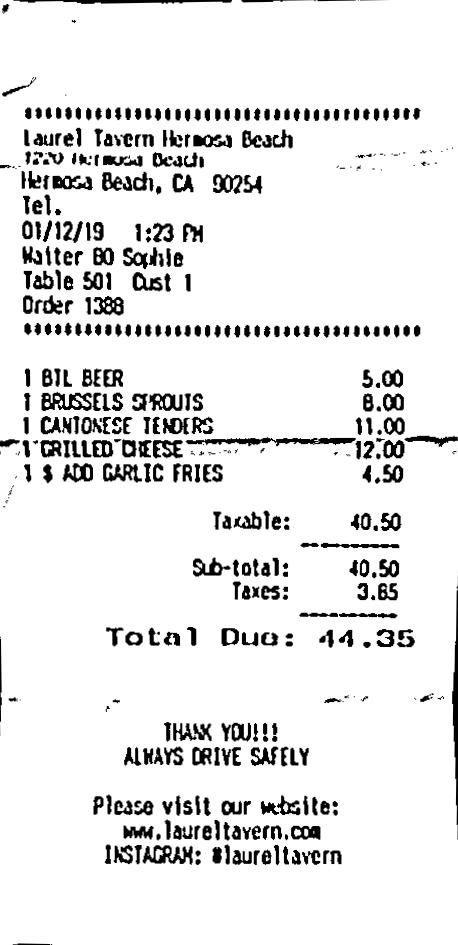 Laurel Tavern Hermosa Beach
1220 Hermosa Beach
Hermosa Beach, CA 90254
Tel.
01/12/19 1:23 PM
Waiter 80 Sophie
Table 501 Cust 1
Order 1388
1 BTL BEER 5.00
1 BRUSSELS SPROUTS 8.00
1 CANTONESE TENDERS 11.00
1 GRILLED CHEESE 12.00
1 $ ADD GARLIC FRIES 4.50
Taxable: 40.50
Sub-total: 40.50
Taxes: 3.85
Total Due: 44.35
THANK YOU!!!
ALWAYS DRIVE SAFELY
Please visit our website:
www.laureltavern.com
INSTAGRAM: #laureltavern